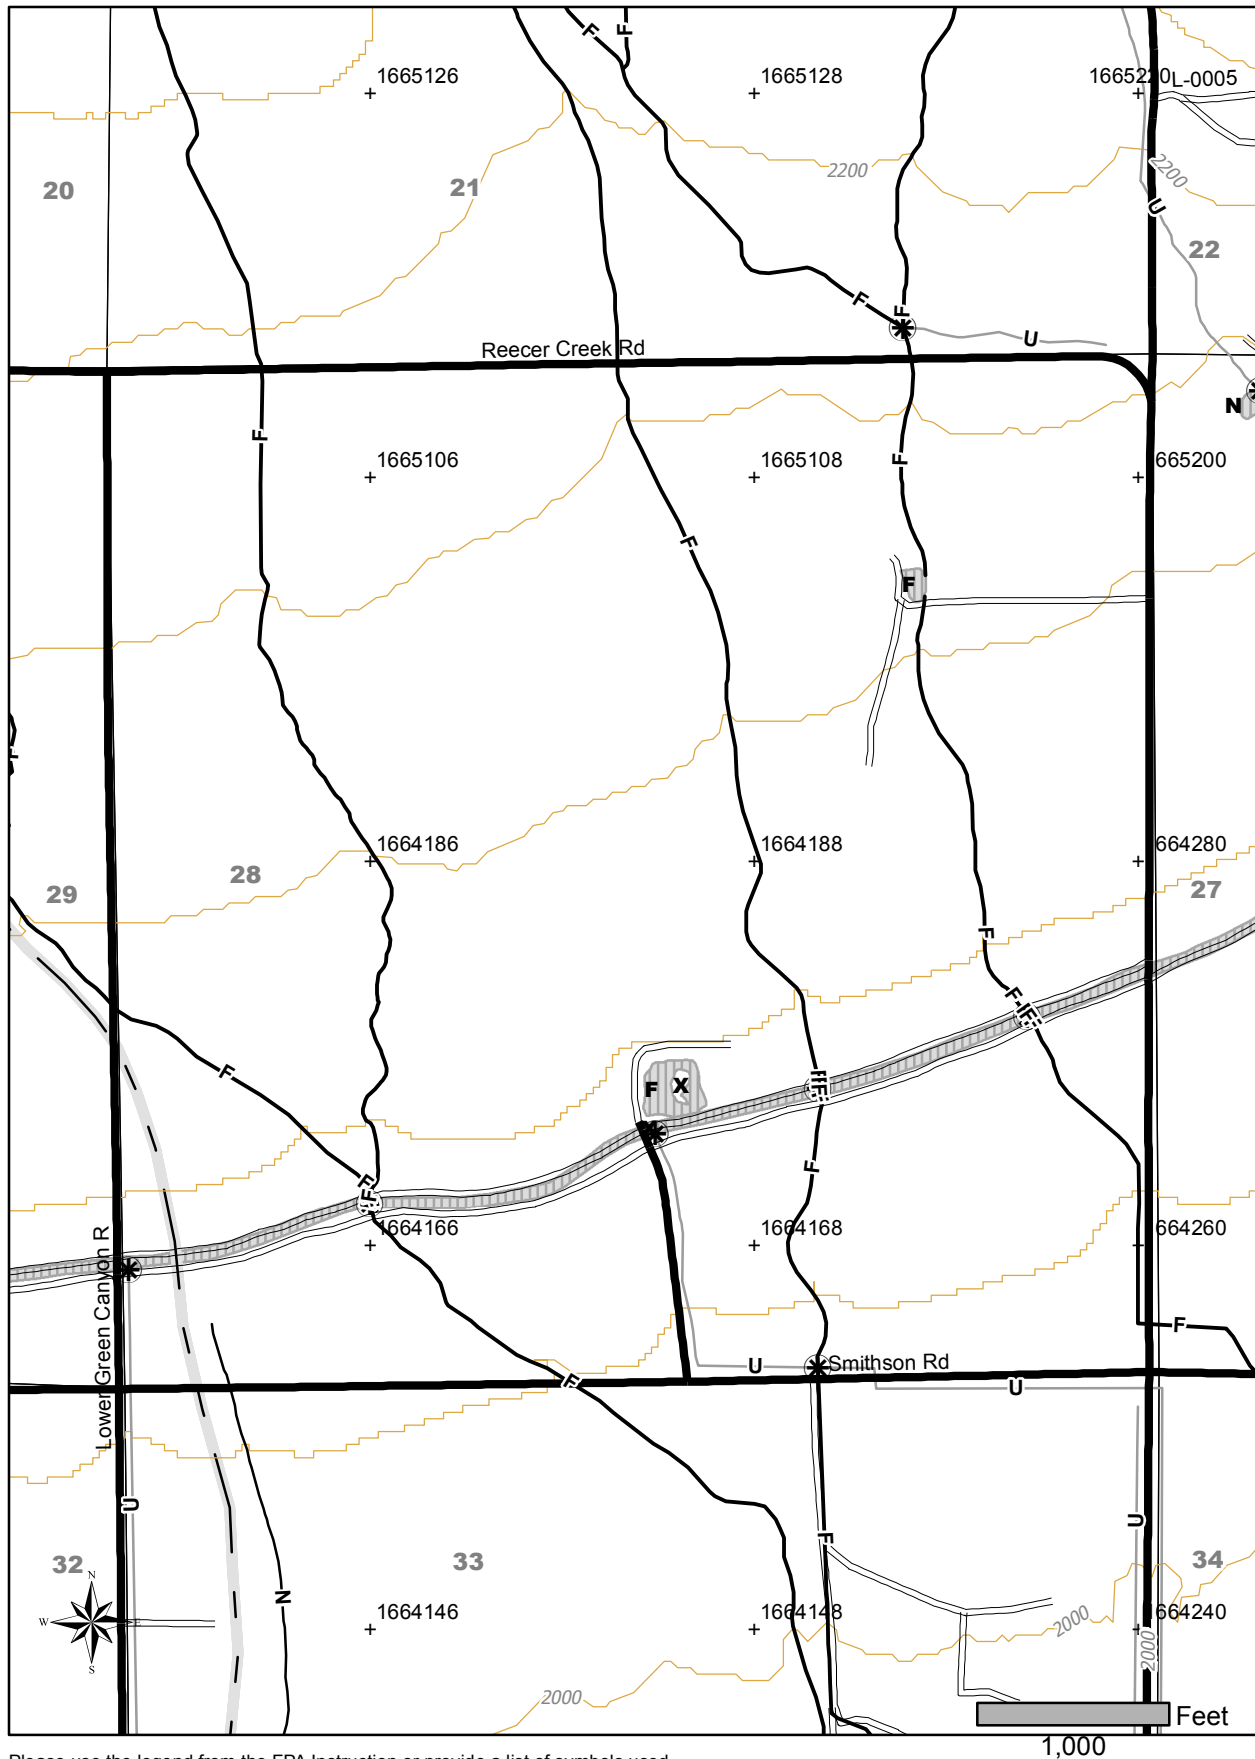 F
F
1665126
1665128
1665220
L-0005
20
21
2200
2200
U
22
F
F
U
Reecer Creek Rd
N
F
F
1665106
1665108
665200
F
F
F
1664186
1664188
1664280
28
29
27
F
F
IF
F
F
X
F
F
F
F
1664166
1664168
664260
Lower Green Canyon R
F
U
Smithson Rd
F
U
U
U
F
32
33
34
N
N
W
E
S
1664146
1664148
664240
2000
2000
2000
Feet
1,000